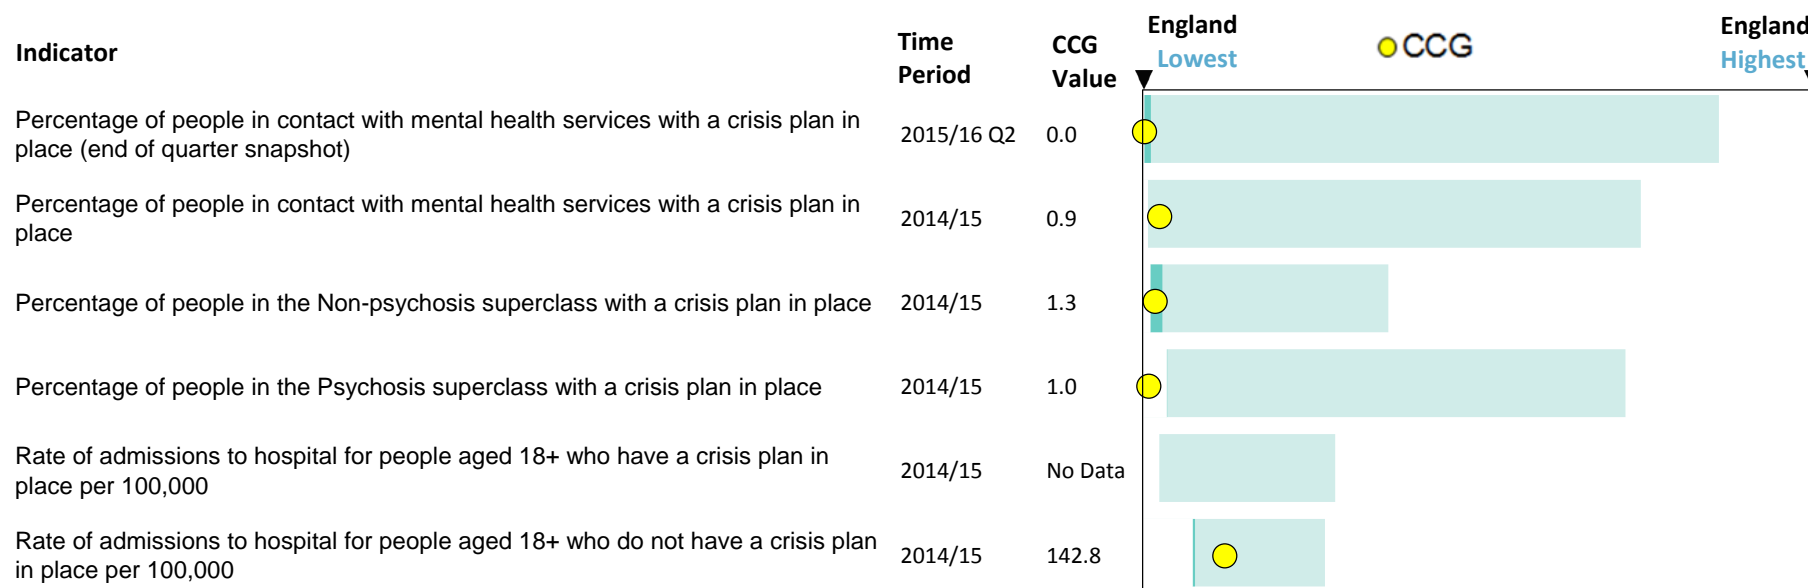 Indicator
Time
Period
CCG
Value
England
Lowest
CCG
England
Highest
Percentage of people in contact with mental health services with a crisis plan in
place (end of quarter snapshot)
2015/16 Q2
0.0
Percentage of people in contact with mental health services with a crisis plan in
place
2014/15
0.9
Percentage of people in the Non-psychosis superclass with a crisis plan in place
2014/15
1.3
Percentage of people in the Psychosis superclass with a crisis plan in place
2014/15
1.0
Rate of admissions to hospital for people aged 18+ who have a crisis plan in
place per 100,000
2014/15
No Data
Rate of admissions to hospital for people aged 18+ who do not have a crisis plan
in place per 100,000
2014/15
142.8